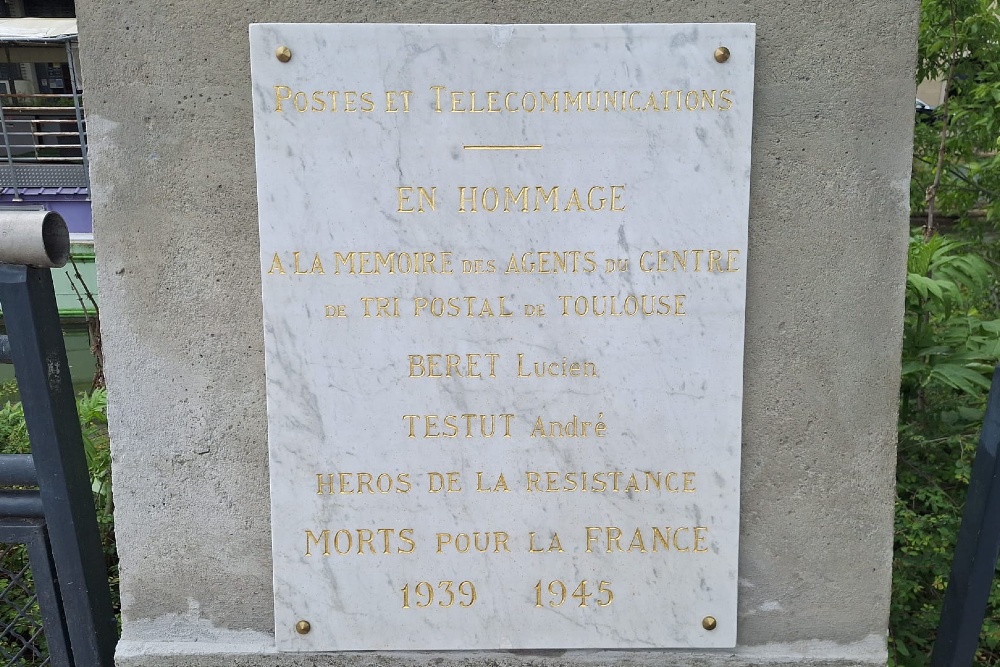 POSTES ET TELECOMMUNICATIONS
EN HOMMAGE
A LA MEMOIRE DES AGENTS DU CENTRE
DE TRI POSTAL DE TOULOUSE
BERET Lucien
TESTUT André
HEROS DE LA RESISTANCE
MORTS POUR LA FRANCE
1939 1945